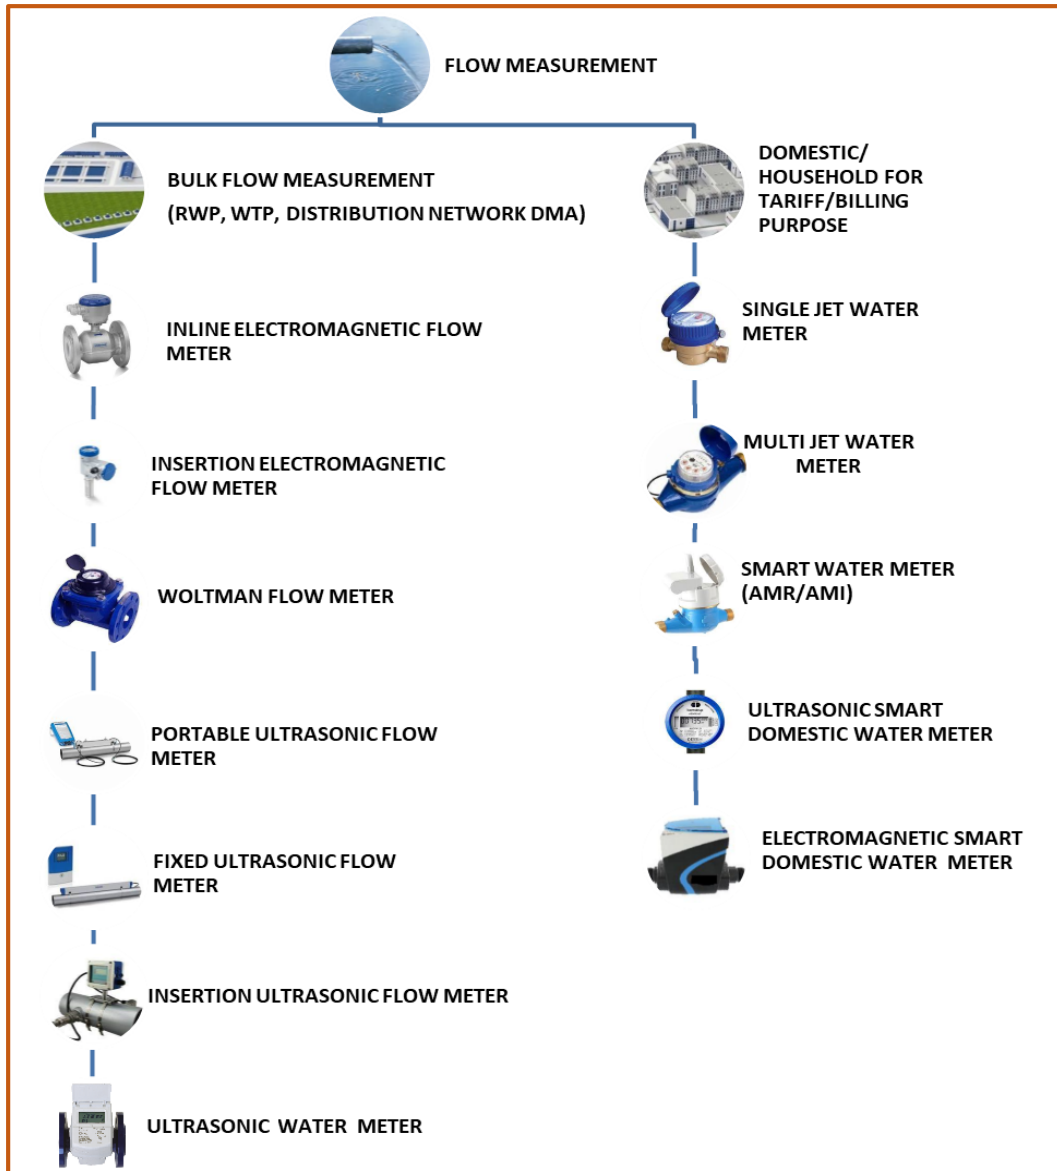 FLOW MEASUREMENT
BULK FLOW MEASUREMENT
(RWP, WTP, DISTRIBUTION NETWORK DMA)
INLINE ELECTROMAGNETIC FLOW
METER
INSERTION ELECTROMAGNETIC
FLOW METER
WOLTMAN FLOW METER
PORTABLE ULTRASONIC FLOW
METER
FIXED ULTRASONIC FLOW
METER
INSERTION ULTRASONIC FLOW METER
ULTRASONIC WATER METER
DOMESTIC/
HOUSEHOLD FOR
TARIFF/BILLING
PURPOSE
SINGLE JET WATER
METER
MULTI JET WATER
METER
SMART WATER METER
(AMR/AMI)
ULTRASONIC SMART
DOMESTIC WATER METER
ELECTROMAGNETIC SMART
DOMESTIC WATER METER